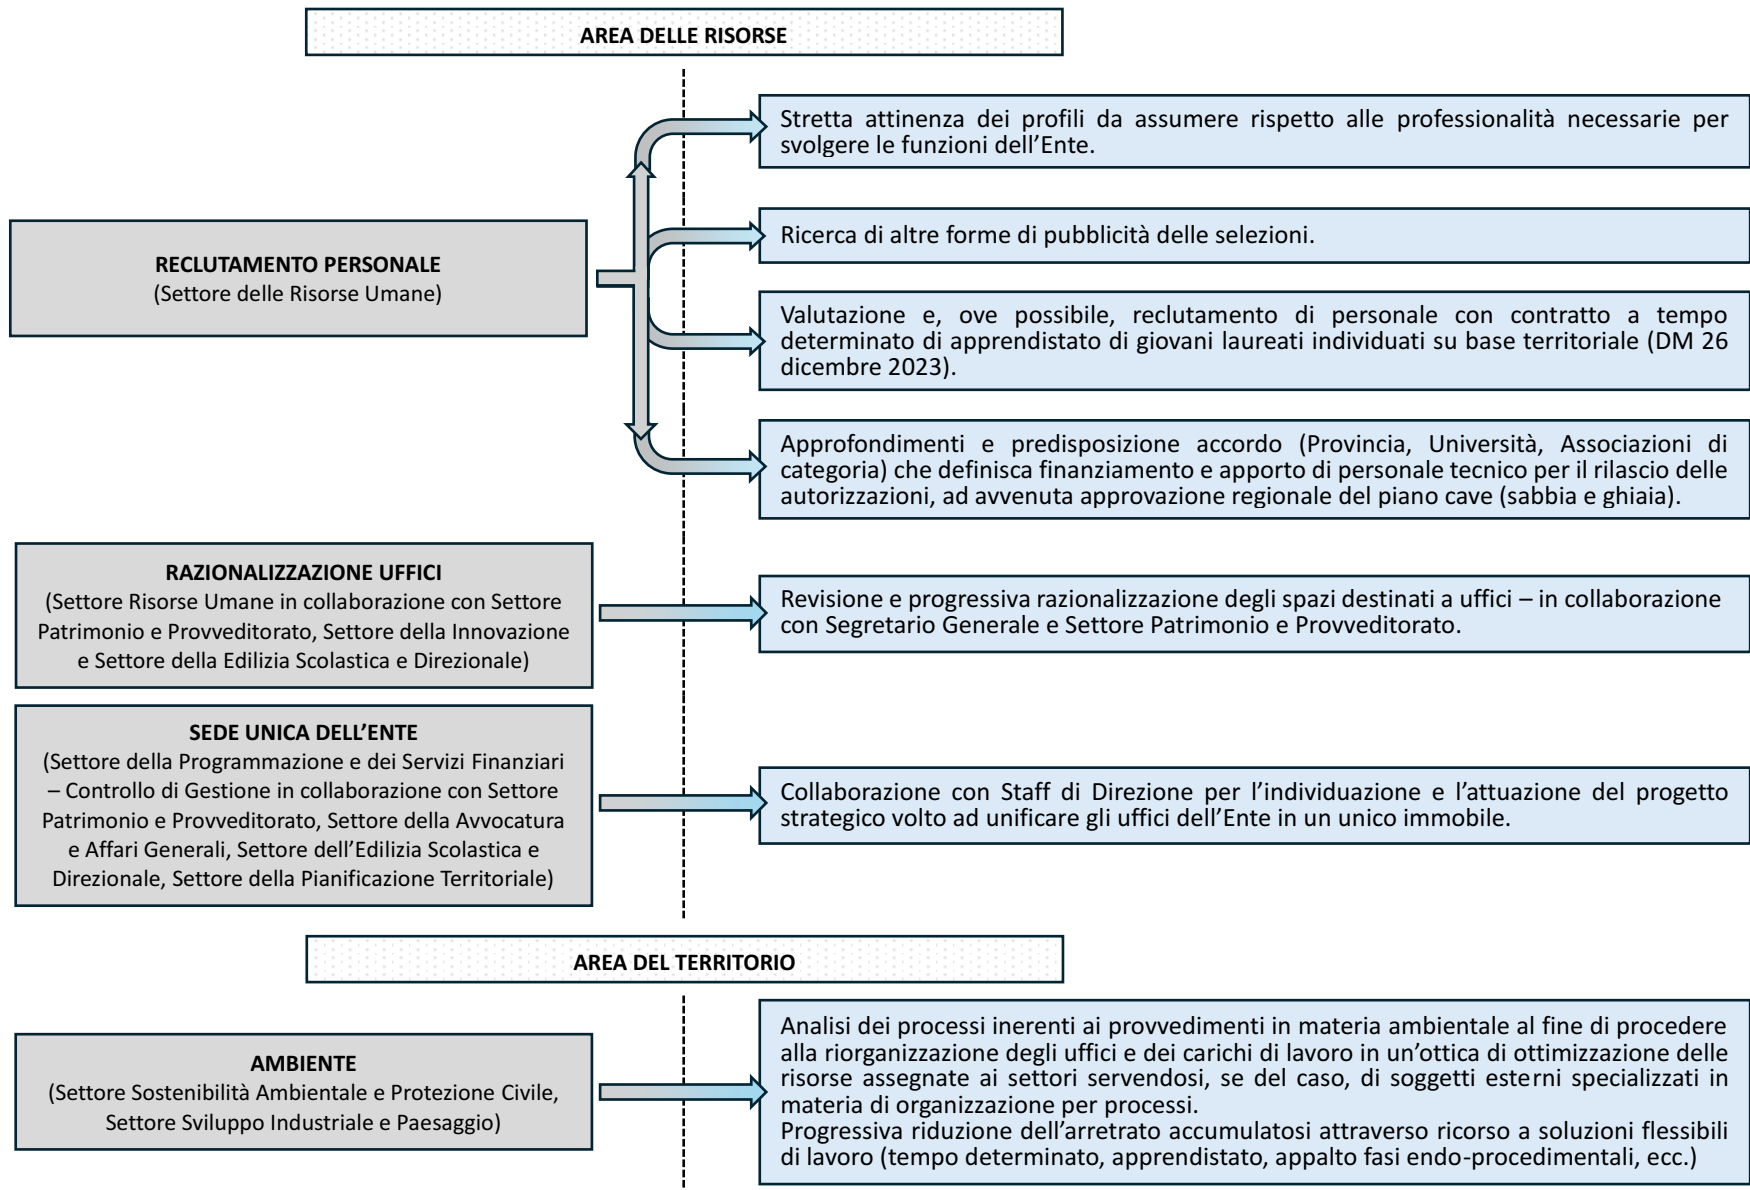 AREA DELLE RISORSE
Stretta attinenza dei profili da assumere rispetto alle professionalità necessarie per
svolgere le funzioni dell’Ente.
Ricerca di altre forme di pubblicità delle selezioni.
RECLUTAMENTO PERSONALE
(Settore delle Risorse Umane)
Valutazione e, ove possibile, reclutamento di personale con contratto a tempo
determinato di apprendistato di giovani laureati individuati su base territoriale (DM 26
dicembre 2023).
Approfondimenti e predisposizione accordo (Provincia, Università, Associazioni di
categoria) che definisca finanziamento e apporto di personale tecnico per il rilascio delle
autorizzazioni, ad avvenuta approvazione regionale del piano cave (sabbia e ghiaia).
RAZIONALIZZAZIONE UFFICI
(Settore Risorse Umane in collaborazione con Settore
Patrimonio e Provveditorato, Settore della Innovazione
e Settore della Edilizia Scolastica e Direzionale)
Revisione e progressiva razionalizzazione degli spazi destinati a uffici – in collaborazione
con Segretario Generale e Settore Patrimonio e Provveditorato.
SEDE UNICA DELL’ENTE
(Settore della Programmazione e dei Servizi Finanziari
– Controllo di Gestione in collaborazione con Settore
Patrimonio e Provveditorato, Settore della Avvocatura
e Affari Generali, Settore dell’Edilizia Scolastica e
Direzionale, Settore della Pianificazione Territoriale)
Collaborazione con Staff di Direzione per l’individuazione e l’attuazione del progetto
strategico volto ad unificare gli uffici dell’Ente in un unico immobile.
AREA DEL TERRITORIO
AMBIENTE
(Settore Sostenibilità Ambientale e Protezione Civile,
Settore Sviluppo Industriale e Paesaggio)
Analisi dei processi inerenti ai provvedimenti in materia ambientale al fine di procedere
alla riorganizzazione degli uffici e dei carichi di lavoro in un’ottica di ottimizzazione delle
risorse assegnate ai settori servendosi, se del caso, di soggetti esterni specializzati in
materia di organizzazione per processi.
Progressiva riduzione dell’arretrato accumulatosi attraverso ricorso a soluzioni flessibili
di lavoro (tempo determinato, apprendistato, appalto fasi endo-procedimentali, ecc.)